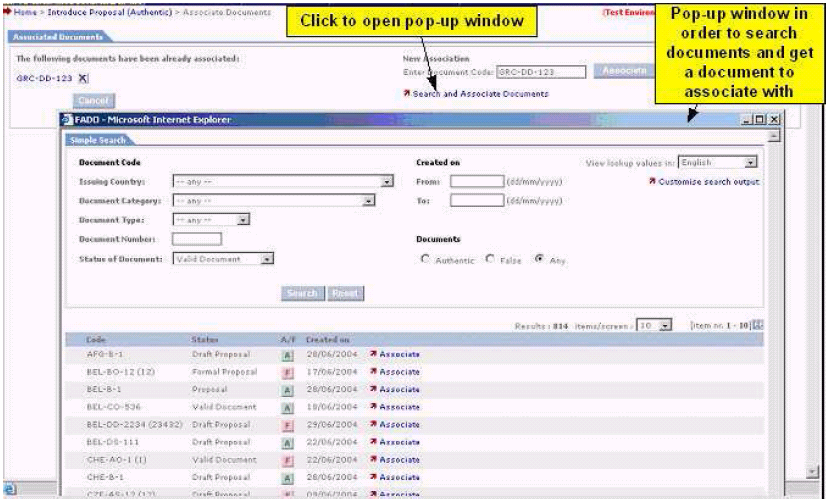 Home > Introduce Proposal (Authentic) > Associate Documents
Click to open pop-up window
(Test Environ
Pop-up window in
order to search
documents and get
a document to
associate with
Associated Documents
The following documents have been already associated:
GRC-DD-123 X
Cancel
New Association
Enter Document Code: GRC-DD-123 Associate
Search and Associate Documents
FADO - Microsoft Internet Explorer
Simple Search
Document Code
Created on
View lookup values in: English
Issuing Country: -- any --
From: (dd/mm/yyyy)
Customise search output
Document Category: -- any --
To: (dd/mm/yyyy)
Document Type: -- any --
Document Number:
Documents
Status of Document: Valid Document
Authentic False Any
Search Reset
Results : 814 items/screen : 10 [item nr. 1 - 10]
Code Status A/F Created on
AFG-B-1 Draft Proposal A 28/06/2004 Associate
BEL-BO-12 (12) Formal Proposal F 17/06/2004 Associate
BEL-B-1 Proposal A 28/06/2004 Associate
BEL-CO-536 Valid Document A 18/06/2004 Associate
BEL-DO-2234 (23432) Draft Proposal F 29/06/2004 Associate
BEL-DS-111 Draft Proposal A 22/06/2004 Associate
CHE-AO-1 (1) Valid Document F 22/06/2004 Associate
CHE-B-1 Draft Proposal A 28/06/2004 Associate
CZE-AS-12 (12) Draft Proposal 09/06/2004 Associate